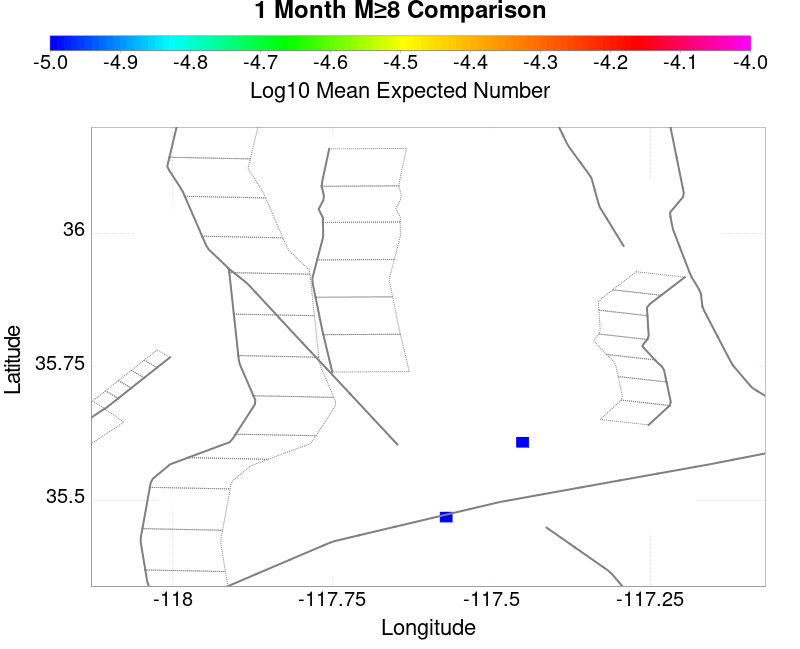 1 Month M≥8 Comparison
-5.0 -4.9 -4.8 -4.7 -4.6 -4.5 -4.4 -4.3 -4.2 -4.1 -4.0
Log10 Mean Expected Number
36
35.75
35.5
Latitude
-118 -117.75 -117.5 -117.25
Longitude